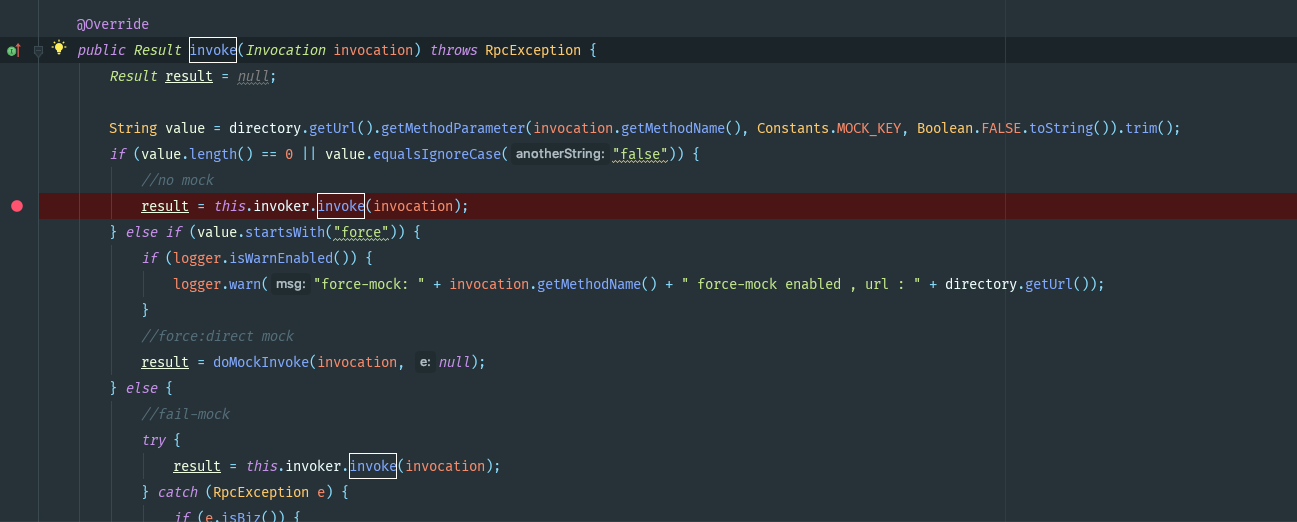 @Override
public Result invoke(Invocation invocation) throws RpcException {
Result result = null;
String value = directory.getUrl().getMethodParameter(invocation.getMethodName(), Constants.MOCK_KEY, Boolean.FALSE.toString()).trim();
if (value.length() == 0 || value.equalsIgnoreCase( anotherString: "false")) {
//no mock
result = this.invoker.invoke(invocation);
} else if (value.startsWith("force")) {
if (logger.isWarnEnabled()) {
logger.warn( msg: "force-mock: " + invocation.getMethodName() + " force-mock enabled , url : " + directory.getUrl());
}
//force:direct mock
result = doMockInvoke(invocation, e: null);
} else {
//fail-mock
try {
result = this.invoker.invoke(invocation);
} catch (RpcException e) {
if (e.isBiz()) {